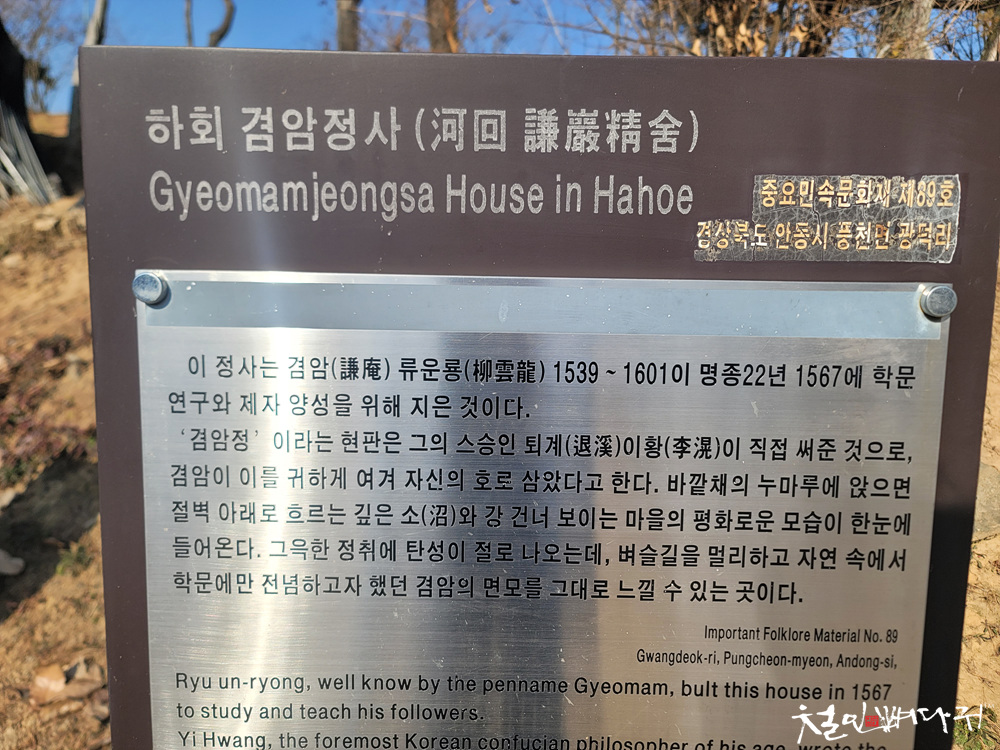 하회 겸암정사 (河回 謙巖精舍)
Gyeomamjeongsa House in Hahoe
중요민속문화재 제89호
경상북도 안동시 풍천면 광덕리
이 정사는 겸암(謙庵) 류운룡(柳雲龍) 1539 ~ 1601이 명종22년 1567에 학문
연구와 제자 양성을 위해 지은 것이다.
‘겸암정’ 이라는 현판은 그의 스승인 퇴계(退溪)이황(李滉)이 직접 써준 것으로,
겸암이 이를 귀하게 여겨 자신의 호로 삼았다고 한다. 바깥채의 누마루에 앉으면
절벽 아래로 흐르는 깊은 소(沼)와 강 건너 보이는 마을의 평화로운 모습이 한눈에
들어온다. 그윽한 정취에 탄성이 절로 나오는데, 벼슬길을 멀리하고 자연 속에서
학문에만 전념하고자 했던 겸암의 면모를 그대로 느낄 수 있는 곳이다.
Important Folklore Material No. 89
Gwangdeok-ri, Pungcheon-myeon, Andong-si,
Ryu un-ryong, well know by the penname Gyeomam, bult this house in 1567
to study and teach his followers.
Yi Hwang, the foremost Korean confucian philosopher of his age, wrote th
철민빠다귀